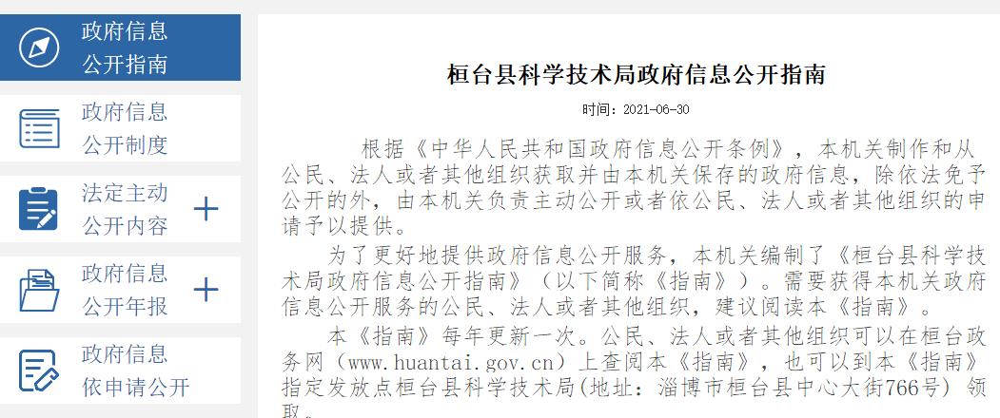 政府信息
公开指南
政府信息
公开制度
法定主动
公开内容
政府信息
公开年报
政府信息
依申请公开
桓台县科学技术局政府信息公开指南
时间：2021-06-30
根据《中华人民共和国政府信息公开条例》，本机关制作和从
公民、法人或者其他组织获取并由本机关保存的政府信息，除依法免予
公开的外，由本机关负责主动公开或者依公民、法人或者其他组织的申
请予以提供。
为了更好地提供政府信息公开服务，本机关编制了《桓台县科学技
术局政府信息公开指南》（以下简称《指南》）。需要获得本机关政府
信息公开服务的公民、法人或者其他组织，建议阅读本《指南》。
本《指南》每年更新一次。公民、法人或者其他组织可以在桓台政
务网（www.huantai.gov.cn）上查阅本《指南》，也可以到本《指南》
指定发放点桓台县科学技术局(地址：淄博市桓台县中心大街766号）领
取。